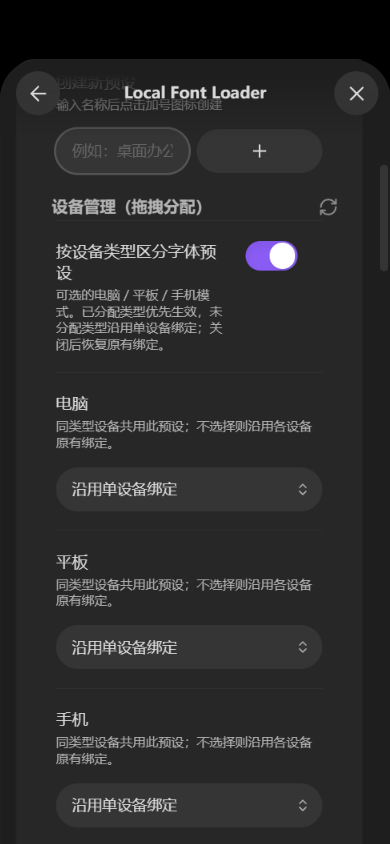 创建新预设
Local Font Loader
输入名称后点击加号图标创建
例如：桌面办公
设备管理（拖拽分配）
按设备类型区分字体预
设
可选的电脑 / 平板 / 手机模
式。已分配类型优先生效，未
分配类型沿用单设备绑定；关
闭后恢复原有绑定。
电脑
同类型设备共用此预设；不选择则沿用各设备
原有绑定。
沿用单设备绑定
平板
同类型设备共用此预设；不选择则沿用各设备
原有绑定。
沿用单设备绑定
手机
同类型设备共用此预设；不选择则沿用各设备
原有绑定。
沿用单设备绑定